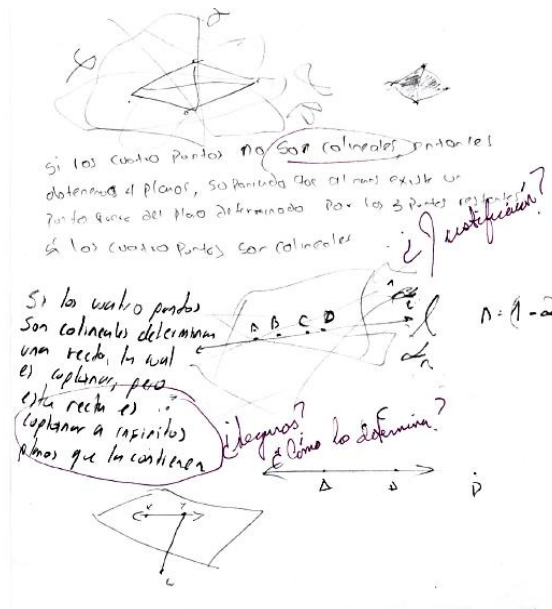 si los cuatro puntos no son colineales, entonces
obtenemos 4 planos, suponiendo que al menos existe un
punto fuera del plano determinado por los 3 puntos restantes
si los cuatro puntos son colineales
¿Justificación?
Si los cuatro puntos
son colineales determinan
una recta, la cual
es coplanar, pero
esta recta es
coplanar a infinitos
planos que la contienen
A B C D
l
¿Seguros?
¿Cómo lo determina?
A
D